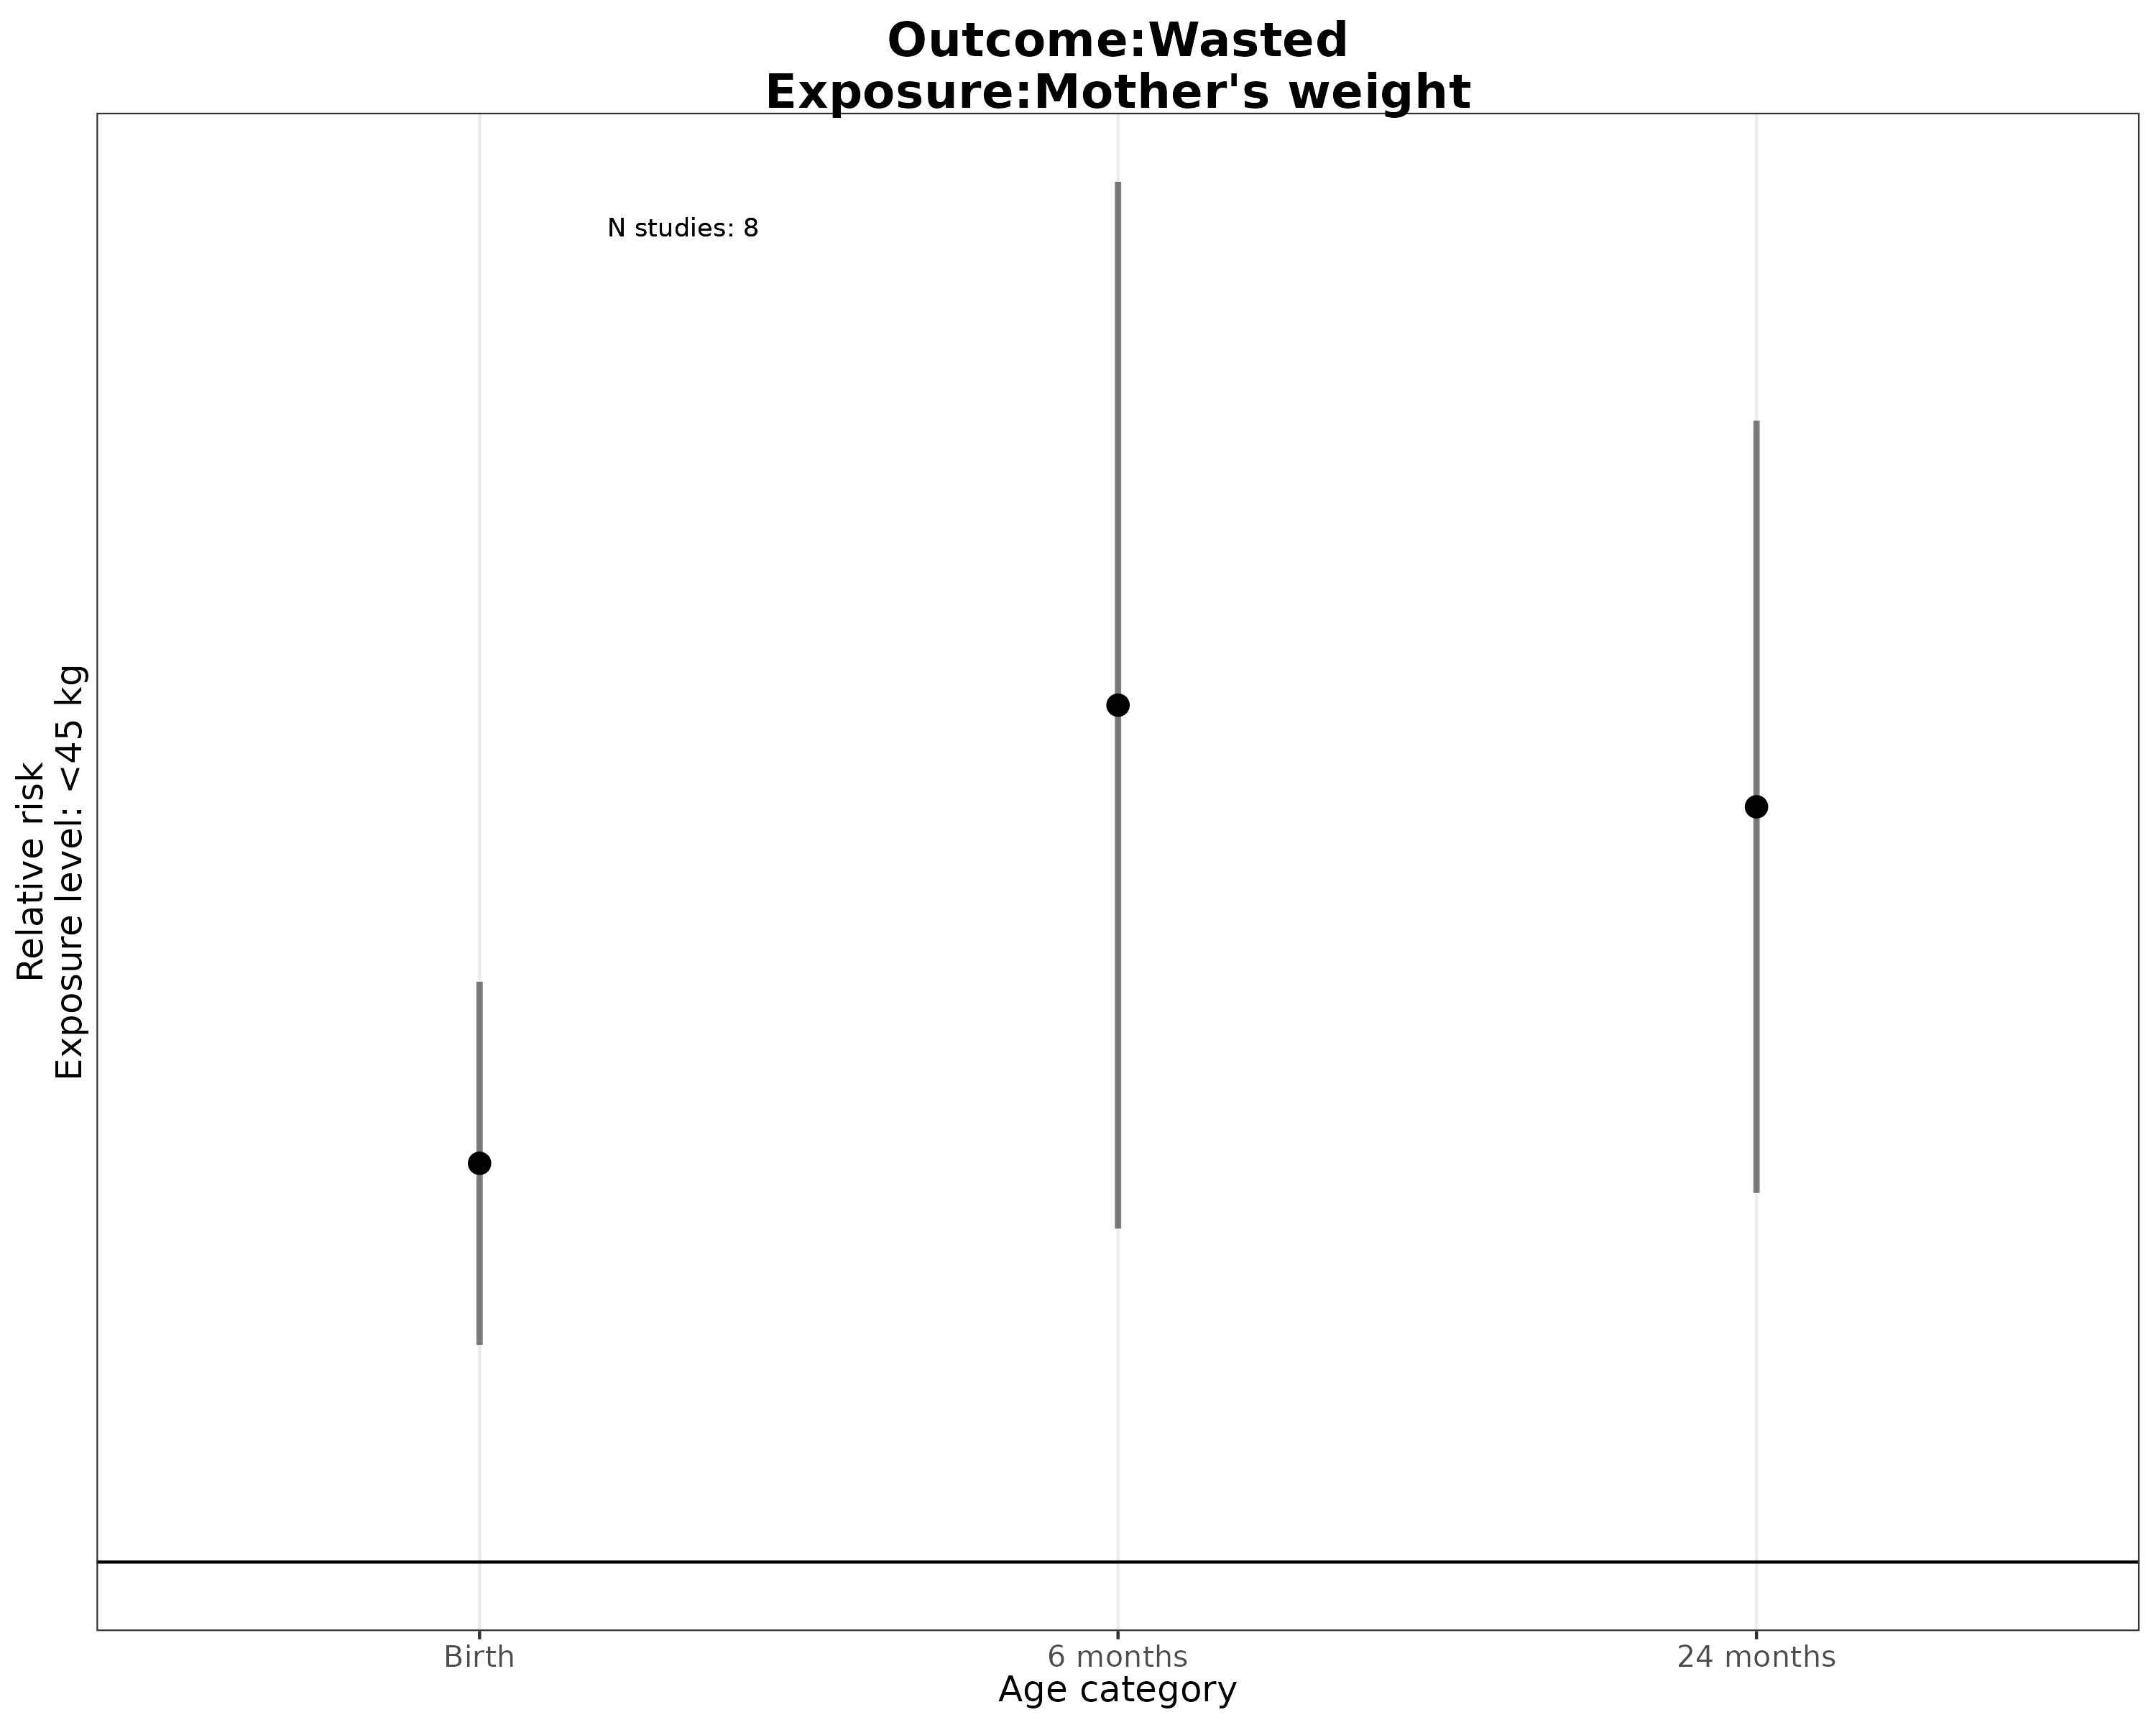 Outcome:Wasted
Exposure:Mother's weight
N studies: 8
Relative risk
Exposure level: <45 kg
Birth
6 months
24 months
Age category